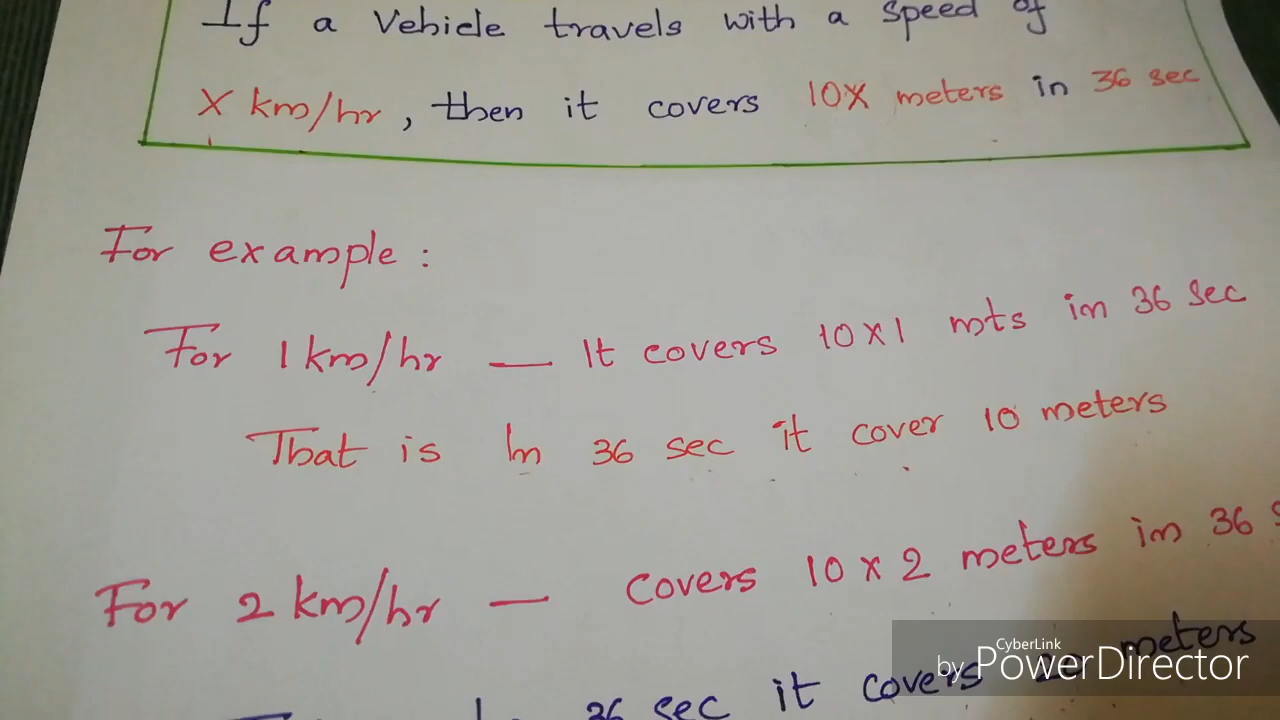 If a Vehicle travels with a speed of
X km/hr, then it covers 10X meters in 36 sec
For example :
For 1 km/hr — It covers 10 X 1 mts in 36 sec
That is In 36 sec it cover 10 meters
For 2 km/hr — covers 10 X 2 meters in 36
36 sec it covers 20 meters
CyberLink
by PowerDirector